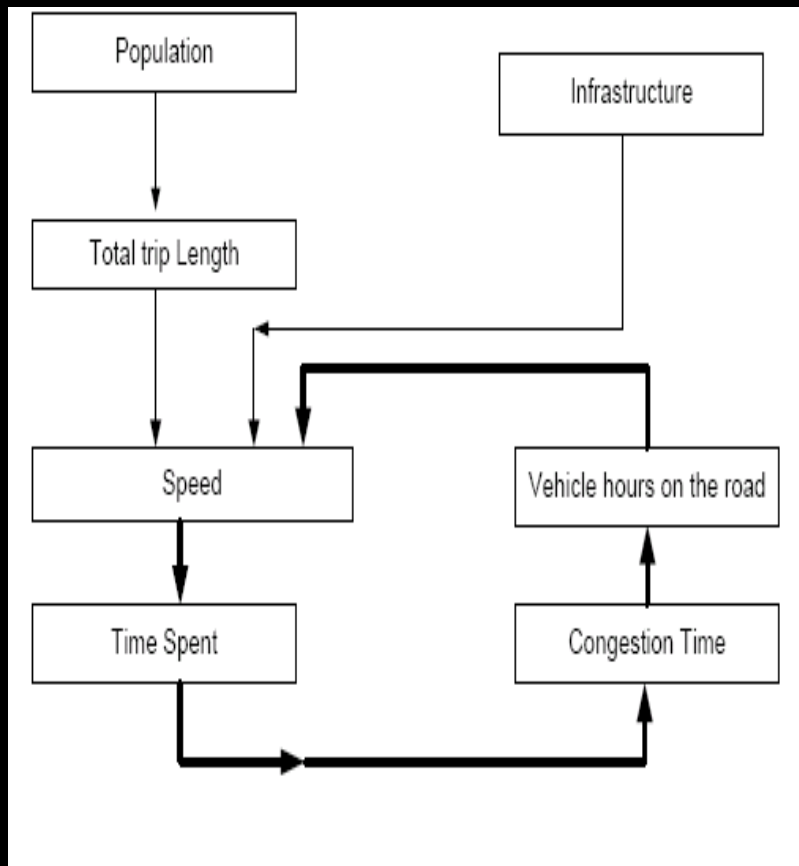 Population
Infrastructure
Total trip Length
Speed
Vehicle hours on the road
Time Spent
Congestion Time